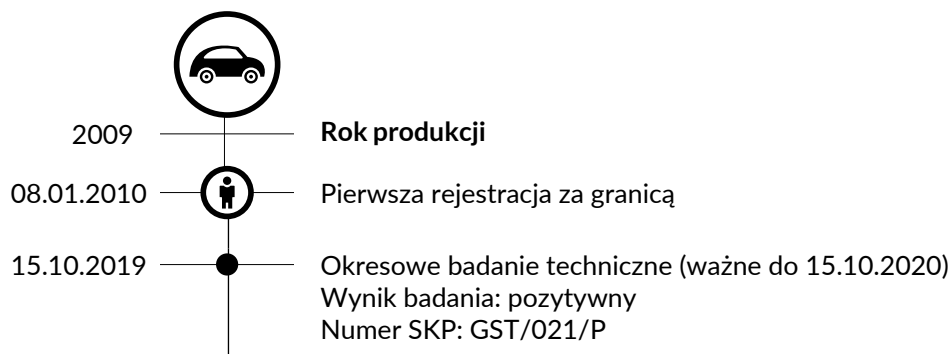 2009 Rok produkcji
08.01.2010 Pierwsza rejestracja za granicą
15.10.2019 Okresowe badanie techniczne (ważne do 15.10.2020)
Wynik badania: pozytywny
Numer SKP: GST/021/P